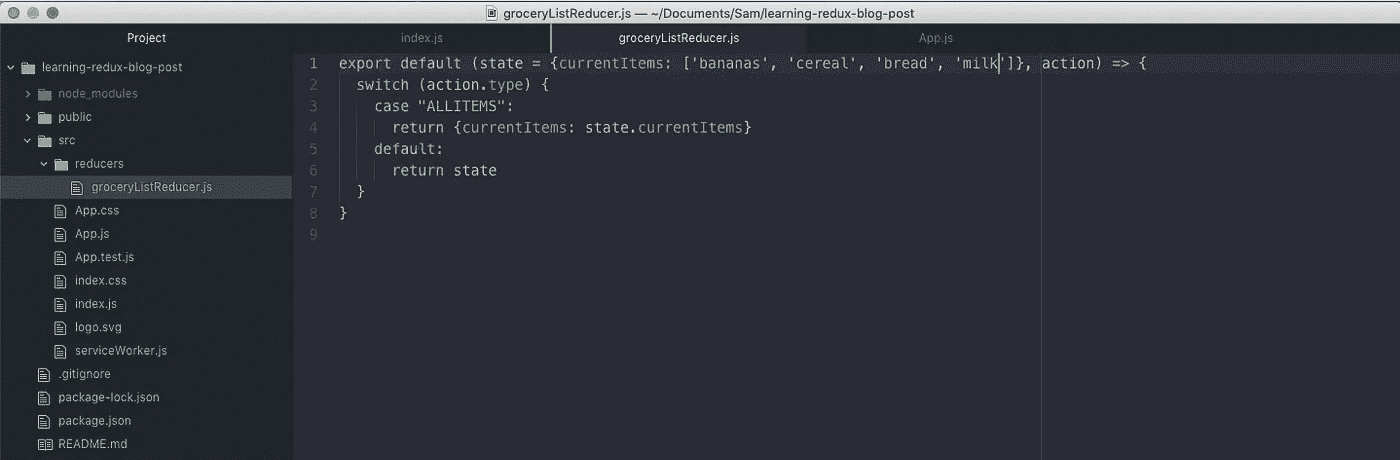 groceryListReducer.js — ~/Documents/Sam/learning-redux-blog-post
Project
index.js
groceryListReducer.js
App.js
learning-redux-blog-post
node_modules
public
src
reducers
groceryListReducer.js
App.css
App.js
App.test.js
index.css
index.js
logo.svg
serviceWorker.js
.gitignore
package-lock.json
package.json
README.md
1 export default (state = {currentItems: ['bananas', 'cereal', 'bread', 'milk']}, action) => {
2 switch (action.type) {
3 case "ALLITEMS":
4 return {currentItems: state.currentItems}
5 default:
6 return state
7 }
8 }
9